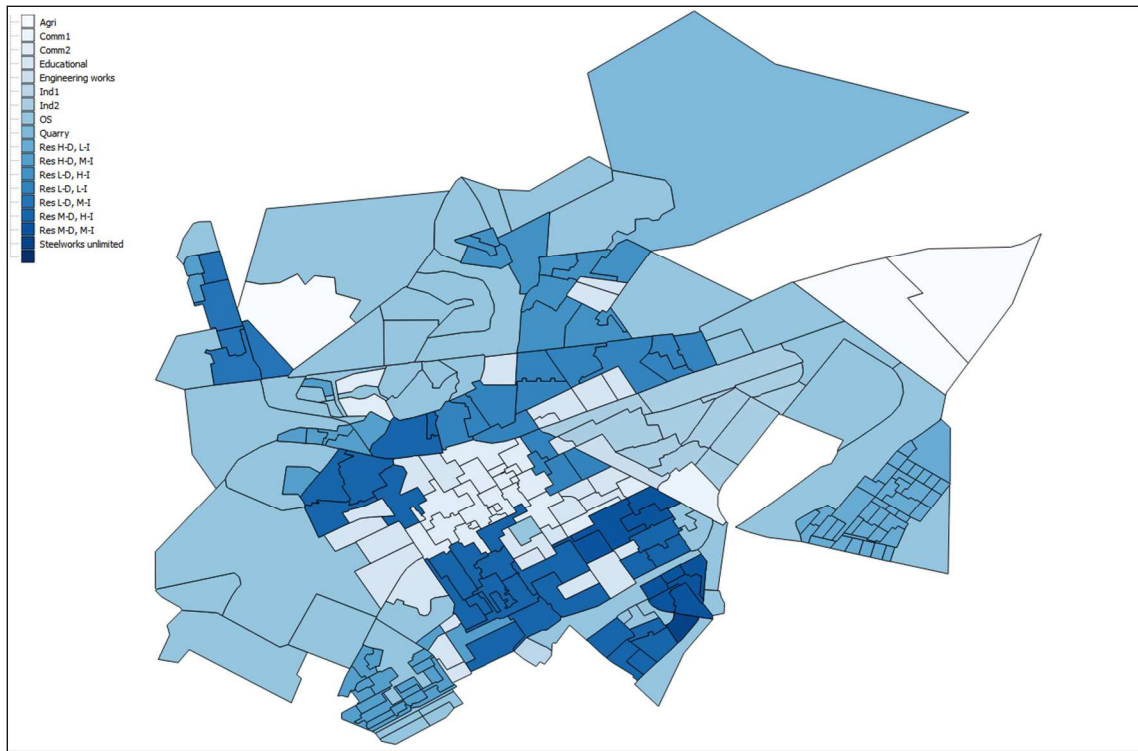 Agri
Comm1
Comm2
Educational
Engineering works
Ind1
Ind2
OS
Quarry
Res H-D, L-I
Res H-D, M-I
Res L-D, H-I
Res L-D, L-I
Res L-D, M-I
Res M-D, H-I
Res M-D, M-I
Steelworks unlimited